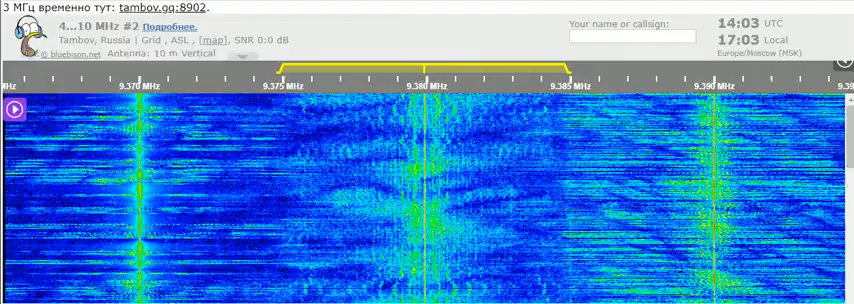 3 МГц временно тут: tambov.gq:8902.
4...10 MHz #2 Подробнее.
Tambov, Russia | Grid , ASL , [map], SNR 0:0 dB
© bluebison.net Антенна: 10 m Vertical
Your name or callsign:
14:03 UTC
17:03 Local
Europe/Moscow (MSK)
MHz 9.370 MHz 9.375 MHz 9.380 MHz 9.385 MHz 9.390 MHz 9.39